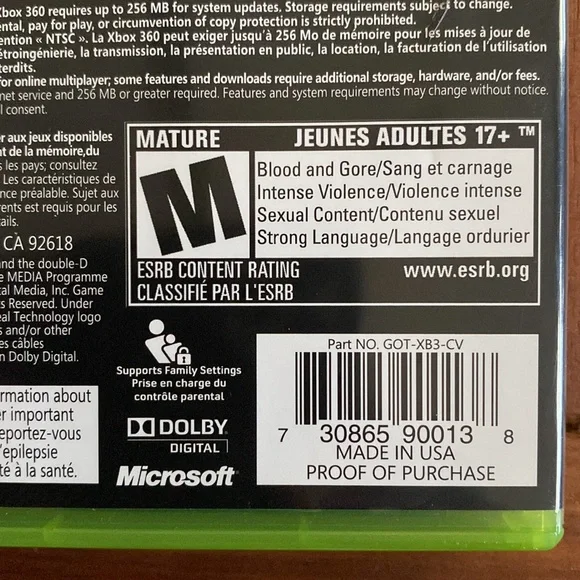 Xbox 360 requires up to 256 MB for system updates. Storage requirements subject to change.
ental, pay for play, or circumvention of copy protection is strictly prohibited.
ention « NTSC ». La Xbox 360 peut exiger jusqu'à 256 Mo de mémoire pour les mises à jour de
étroingénierie, la transmission, la présentation en public, la location, la facturation de l'utilisation
terdits.
for online multiplayer; some features and downloads require additional storage, hardware, and/or fees.
net service and 256 MB or greater required. Features and system requirements may change without notice.
l consent.
er aux jeux disponibles
t de la mémoire,du
s les pays; consultez
. Les caractéristiques de
nce préalable. Sujet aux
rents est requis pour les
ails.
CA 92618
and the double-D
e MEDIA Programme
tal Media, Inc. Game
s Reserved. Under
eal Technology logo
s and/or other
es câbles
n Dolby Digital.
rmation about
er important
eportez-vous
'epilepsie
té à la santé.
MATURE JEUNES ADULTES 17+ ™
M
Blood and Gore/Sang et carnage
Intense Violence/Violence intense
Sexual Content/Contenu sexuel
Strong Language/Langage ordurier
ESRB CONTENT RATING www.esrb.org
CLASSIFIÉ PAR L'ESRB
Supports Family Settings
Prise en charge du
contrôle parental
DOLBY
DIGITAL
Microsoft®
Part NO. GOT-XB3-CV
7 30865 90013 8
MADE IN USA
PROOF OF PURCHASE